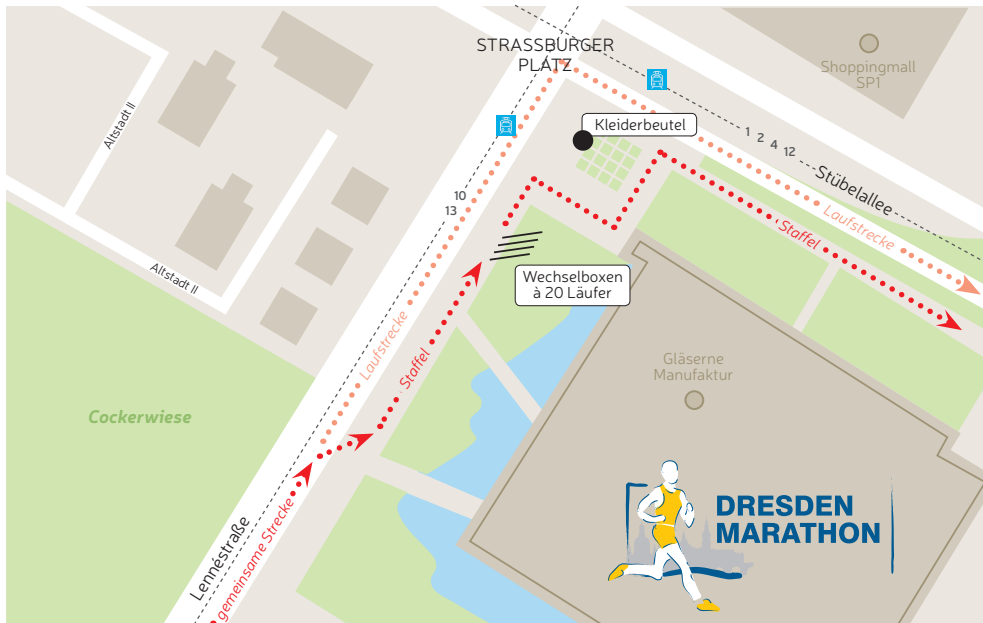 STRASSBURGER
PLATZ
Shoppingmall
SP1
Kleiderbeutel
Altstadt II
1 2 4 12
Stübelallee
10
13
Laufstrecke
Staffel
Altstadt II
Wechselboxen
à 20 Läufer
Laufstrecke
Staffel
Gläserne
Manufaktur
Cockerwiese
DRESDEN
MARATHON
Lennéstraße
gemeinsame Strecke